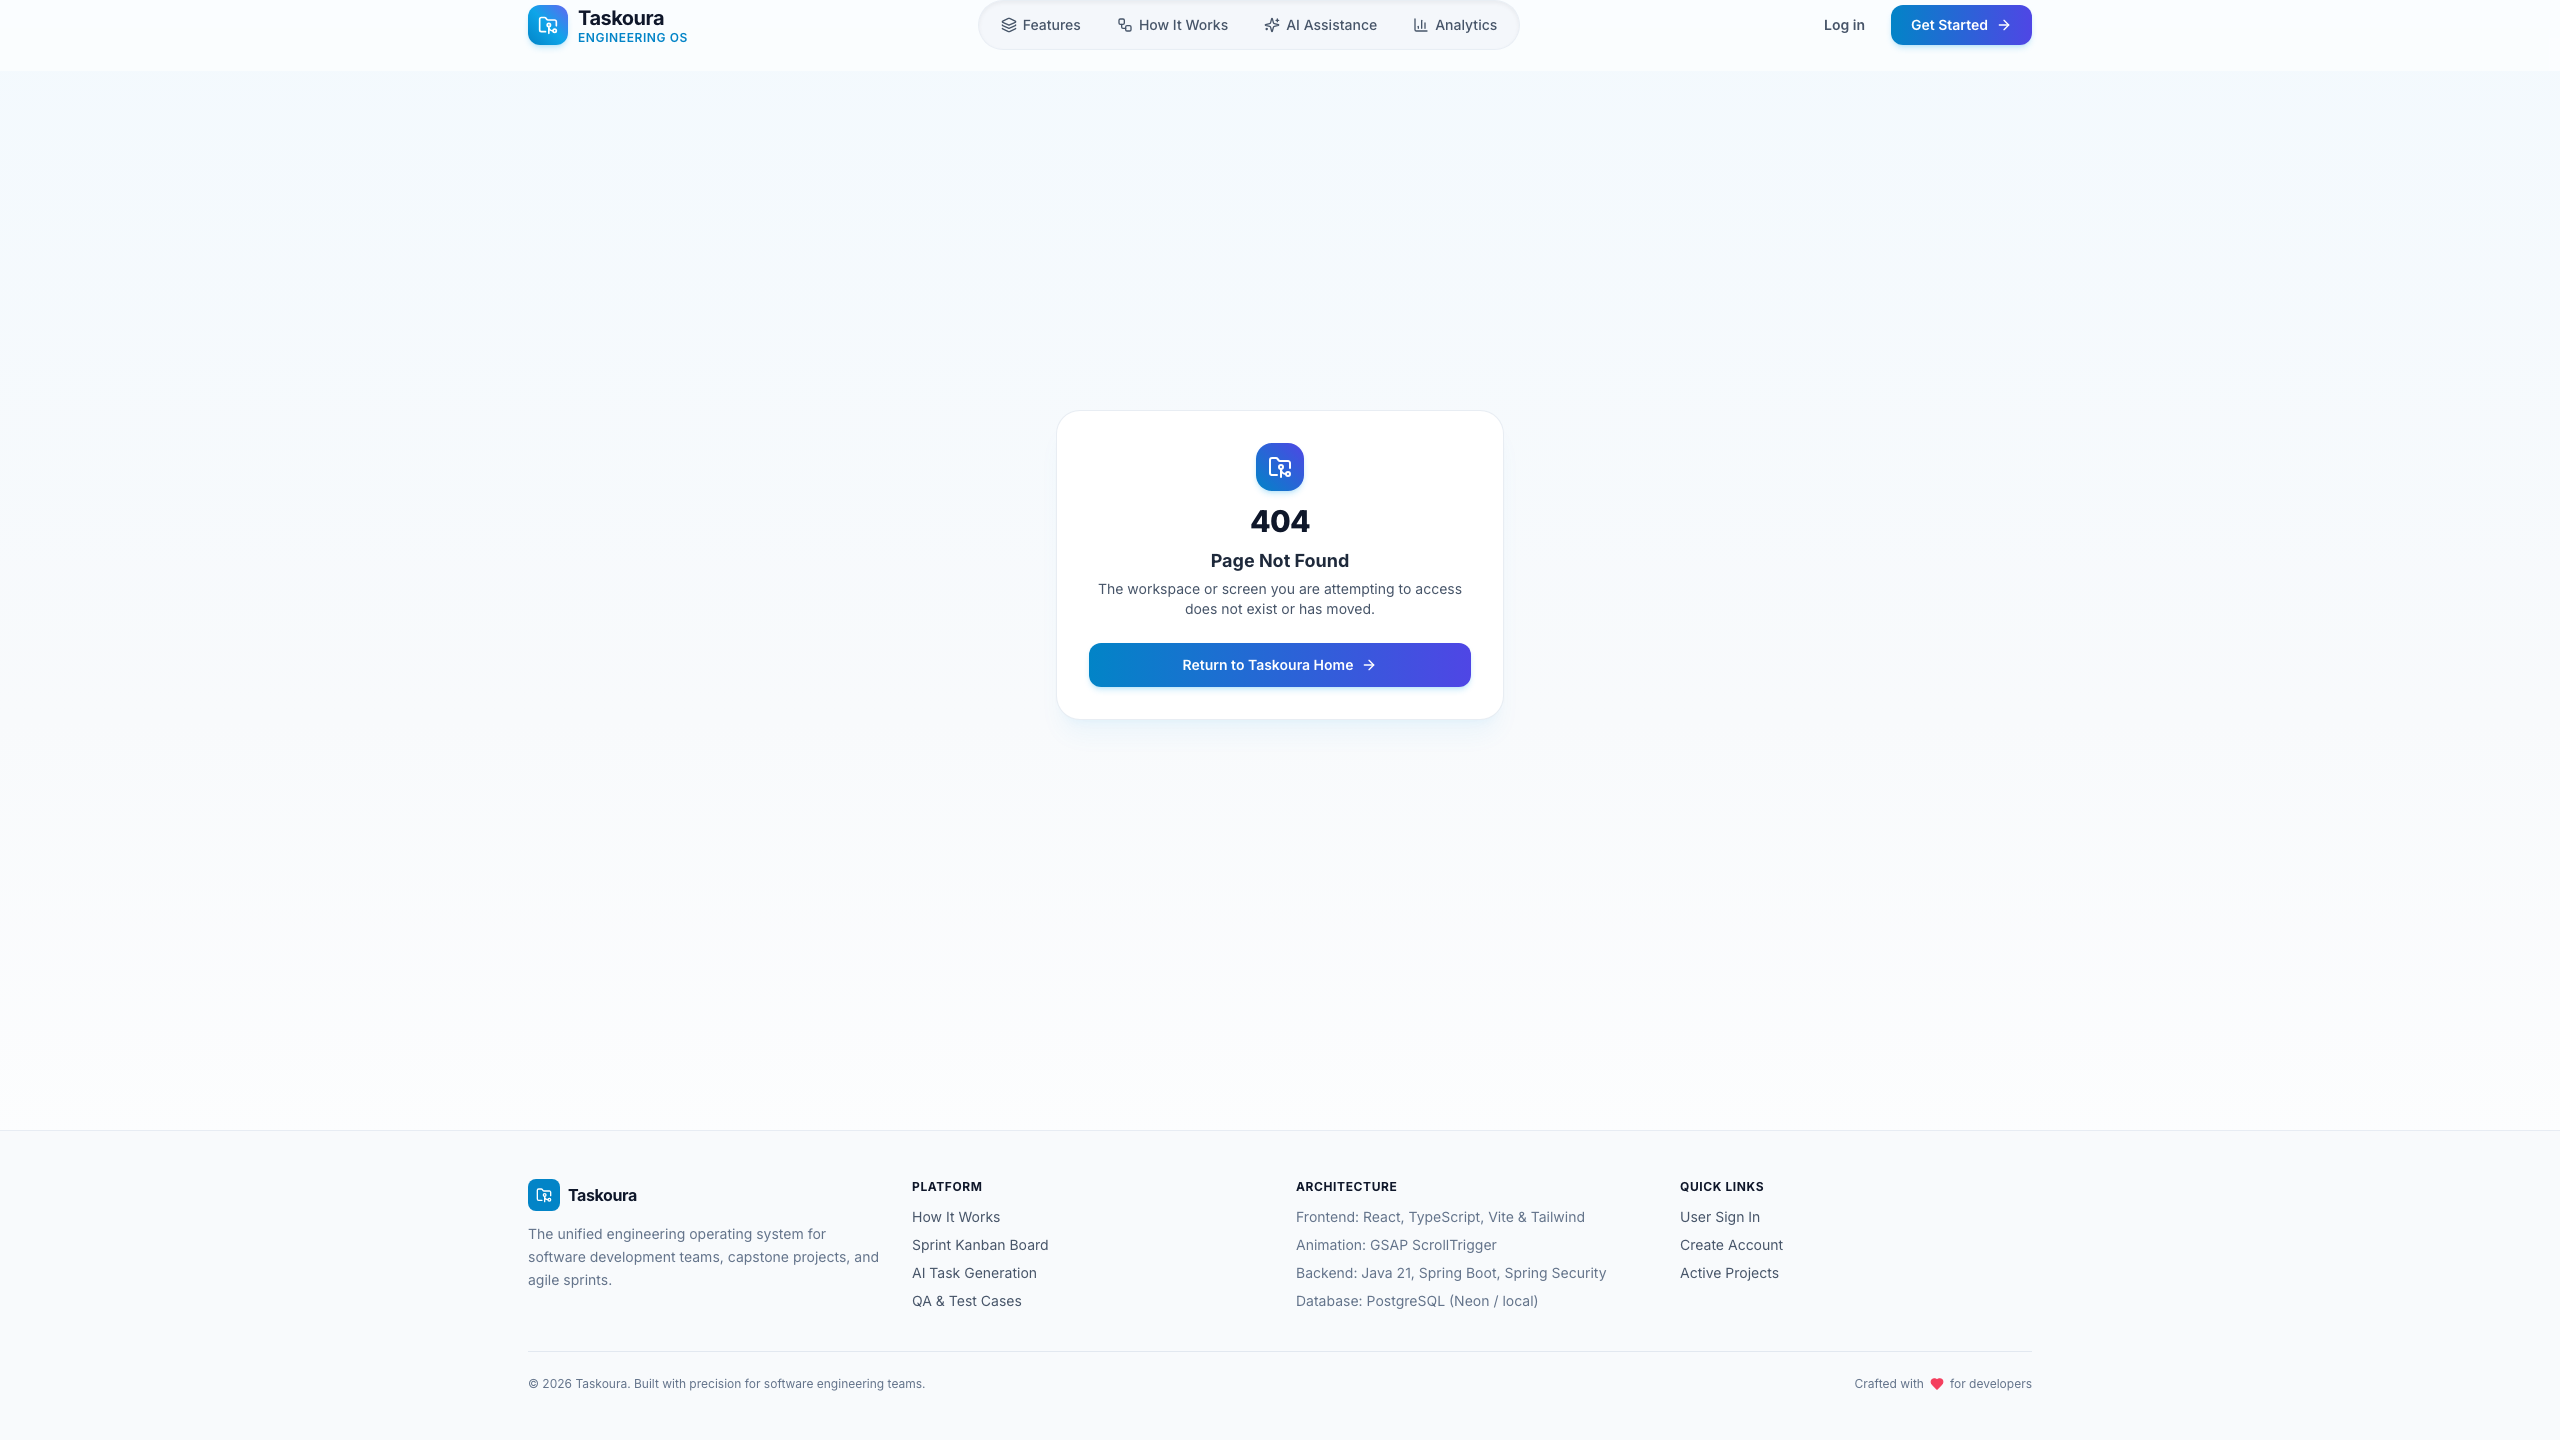 Taskoura
ENGINEERING OS
Features
How It Works
AI Assistance
Analytics
Log in
Get Started
404
Page Not Found
The workspace or screen you are attempting to access
does not exist or has moved.
Return to Taskoura Home
Taskoura
The unified engineering operating system for
software development teams, capstone projects, and
agile sprints.
PLATFORM
How It Works
Sprint Kanban Board
AI Task Generation
QA & Test Cases
ARCHITECTURE
Frontend: React, TypeScript, Vite & Tailwind
Animation: GSAP ScrollTrigger
Backend: Java 21, Spring Boot, Spring Security
Database: PostgreSQL (Neon / local)
QUICK LINKS
User Sign In
Create Account
Active Projects
© 2026 Taskoura. Built with precision for software engineering teams.
Crafted with ❤ for developers